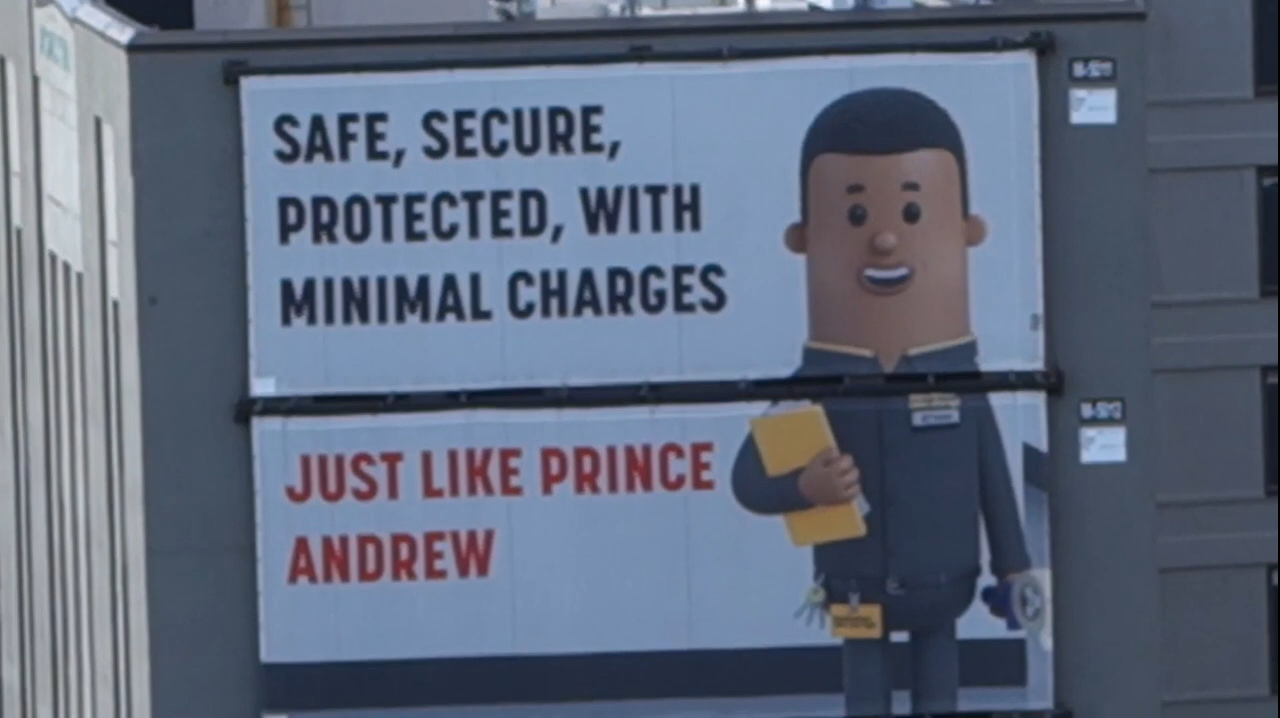 SAFE, SECURE,
PROTECTED, WITH
MINIMAL CHARGES
JUST LIKE PRINCE
ANDREW